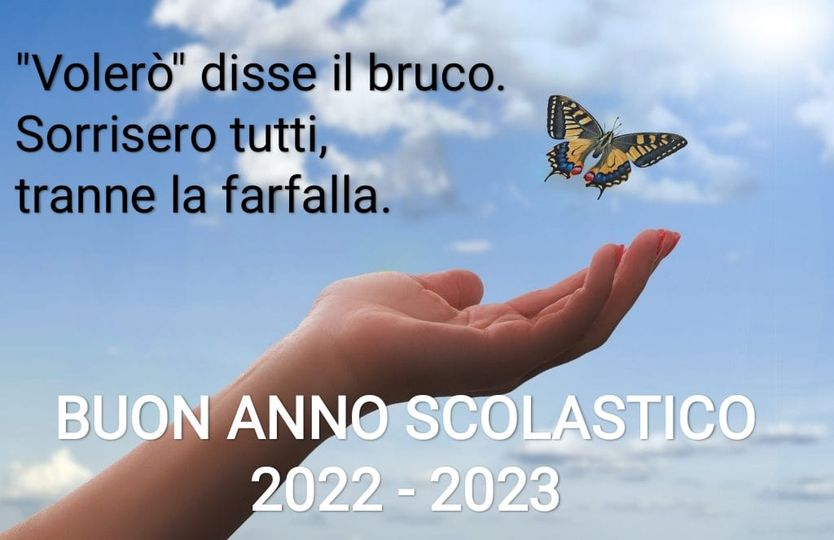 "Volerò" disse il bruco.
Sorrisero tutti,
tranne la farfalla.
BUON ANNO SCOLASTICO
2022 - 2023